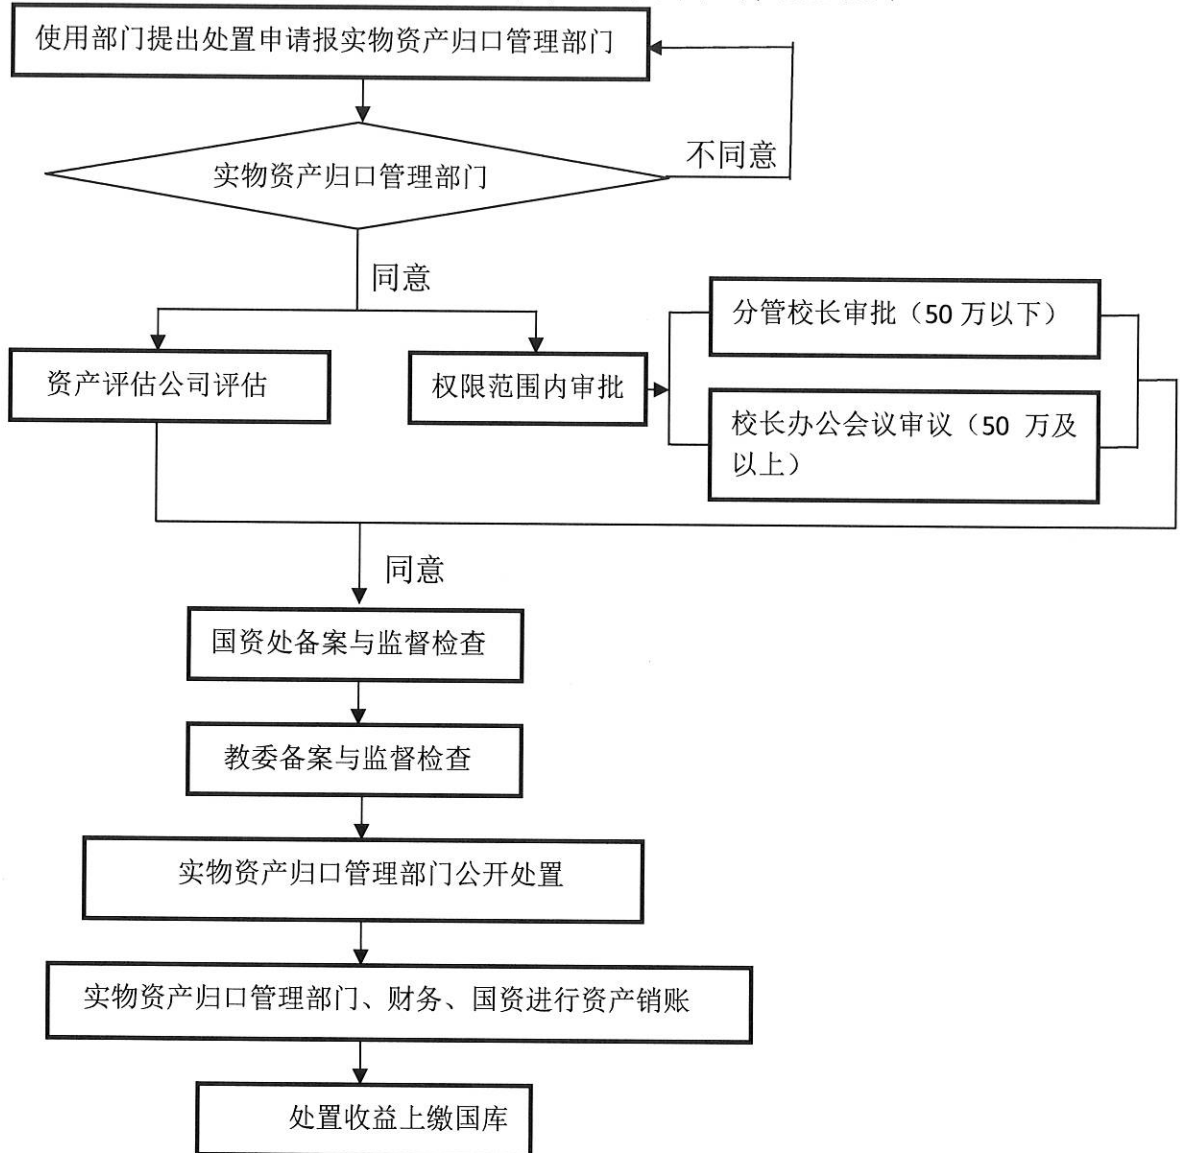 使用部门提出处置申请报实物资产归口管理部门
实物资产归口管理部门
不同意
同意
资产评估公司评估
权限范围内审批
分管校长审批（50 万以下）
校长办公会议审议（50 万及
以上）
同意
国资处备案与监督检查
教委备案与监督检查
实物资产归口管理部门公开处置
实物资产归口管理部门、财务、国资进行资产销账
处置收益上缴国库